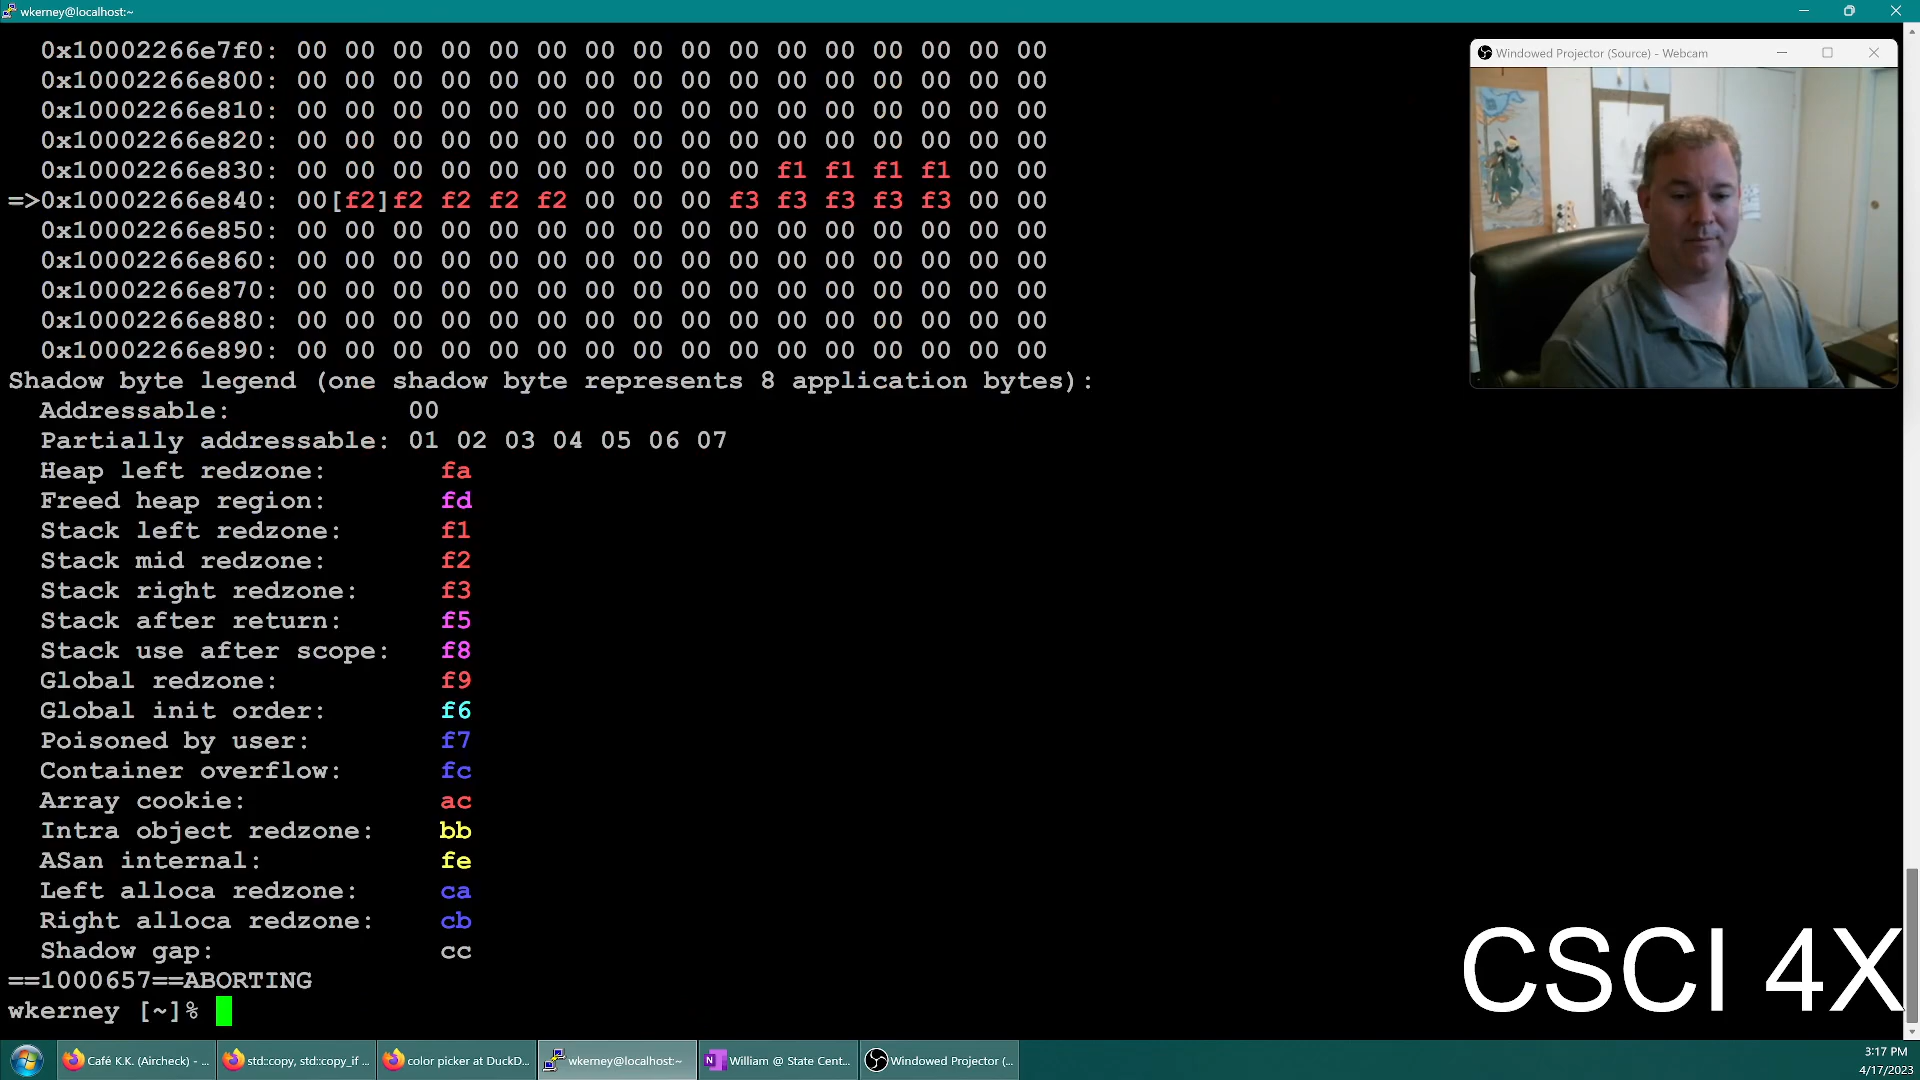 wkerney@localhost:~
0x10002266e7f0: 00 00 00 00 00 00 00 00 00 00 00 00 00 00 00 00
0x10002266e800: 00 00 00 00 00 00 00 00 00 00 00 00 00 00 00 00
0x10002266e810: 00 00 00 00 00 00 00 00 00 00 00 00 00 00 00 00
0x10002266e820: 00 00 00 00 00 00 00 00 00 00 00 00 00 00 00 00
0x10002266e830: 00 00 00 00 00 00 00 00 00 00 f1 f1 f1 f1 00 00
=>0x10002266e840: 00[f2]f2 f2 f2 f2 00 00 00 f3 f3 f3 f3 f3 00 00
0x10002266e850: 00 00 00 00 00 00 00 00 00 00 00 00 00 00 00 00
0x10002266e860: 00 00 00 00 00 00 00 00 00 00 00 00 00 00 00 00
0x10002266e870: 00 00 00 00 00 00 00 00 00 00 00 00 00 00 00 00
0x10002266e880: 00 00 00 00 00 00 00 00 00 00 00 00 00 00 00 00
0x10002266e890: 00 00 00 00 00 00 00 00 00 00 00 00 00 00 00 00
Shadow byte legend (one shadow byte represents 8 application bytes):
Addressable: 00
Partially addressable: 01 02 03 04 05 06 07
Heap left redzone: fa
Freed heap region: fd
Stack left redzone: f1
Stack mid redzone: f2
Stack right redzone: f3
Stack after return: f5
Stack use after scope: f8
Global redzone: f9
Global init order: f6
Poisoned by user: f7
Container overflow: fc
Array cookie: ac
Intra object redzone: bb
ASan internal: fe
Left alloca redzone: ca
Right alloca redzone: cb
Shadow gap: cc
==1000657==ABORTING
wkerney [~]%
Windowed Projector (Source) - Webcam
CSCI 4X
Café K.K. (Aircheck) - ...
std::copy, std::copy_if ...
color picker at DuckD...
wkerney@localhost:~
William @ State Cent...
Windowed Projector (...
3:17 PM
4/17/2023